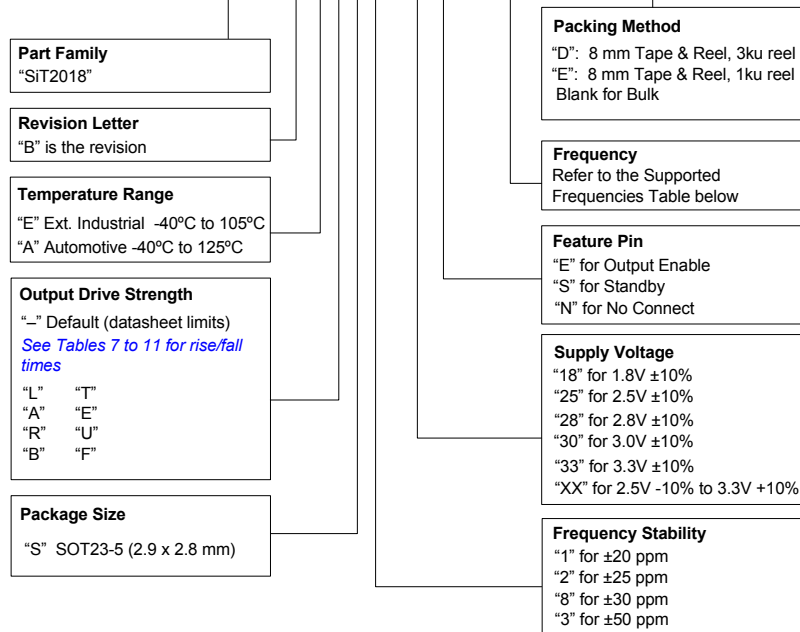 Part Family
“SiT2018”
Revision Letter
“B” is the revision
Temperature Range
“E” Ext. Industrial -40ºC to 105ºC
“A” Automotive -40ºC to 125ºC
Output Drive Strength
“–” Default (datasheet limits)
See Tables 7 to 11 for rise/fall
times
“L” “T”
“A” “E”
“R” “U”
“B” “F”
Package Size
“S” SOT23-5 (2.9 x 2.8 mm)
Packing Method
“D”: 8 mm Tape & Reel, 3ku reel
“E”: 8 mm Tape & Reel, 1ku reel
Blank for Bulk
Frequency
Refer to the Supported
Frequencies Table below
Feature Pin
“E” for Output Enable
“S” for Standby
“N” for No Connect
Supply Voltage
“18” for 1.8V ±10%
“25” for 2.5V ±10%
“28” for 2.8V ±10%
“30” for 3.0V ±10%
“33” for 3.3V ±10%
“XX” for 2.5V -10% to 3.3V +10%
Frequency Stability
“1” for ±20 ppm
“2” for ±25 ppm
“8” for ±30 ppm
“3” for ±50 ppm